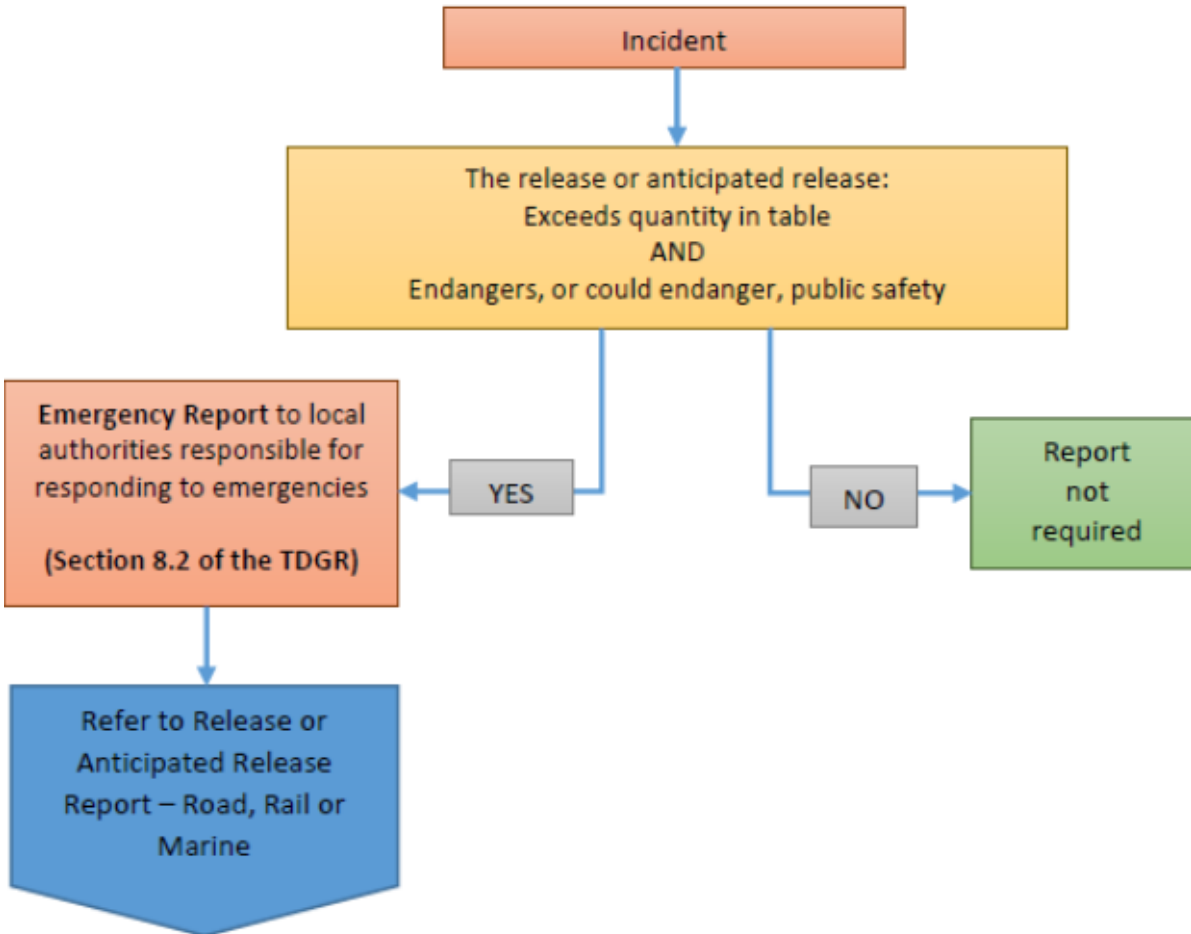 Incident
The release or anticipated release:
Exceeds quantity in table
AND
Endangers, or could endanger, public safety
Emergency Report to local
authorities responsible for
responding to emergencies
(Section 8.2 of the TDGR)
YES
NO
Report
not
required
Refer to Release or
Anticipated Release
Report – Road, Rail or
Marine